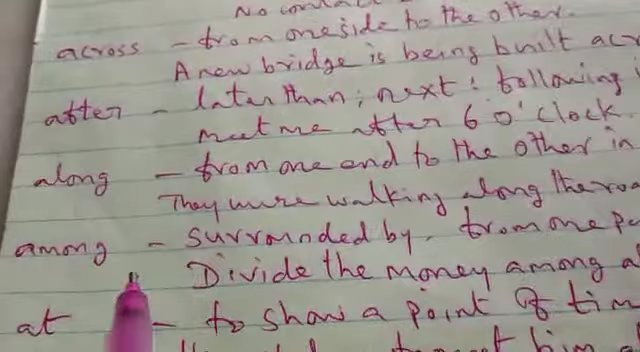 No
across - from one side to the other.
A new bridge is being built acr
after - later than; next; following
meet me after 6 o'clock.
along - from one end to the other in
They were walking along the roa
among - surrounded by, from one pe
Divide the money among a
at - to show a point of tim
him